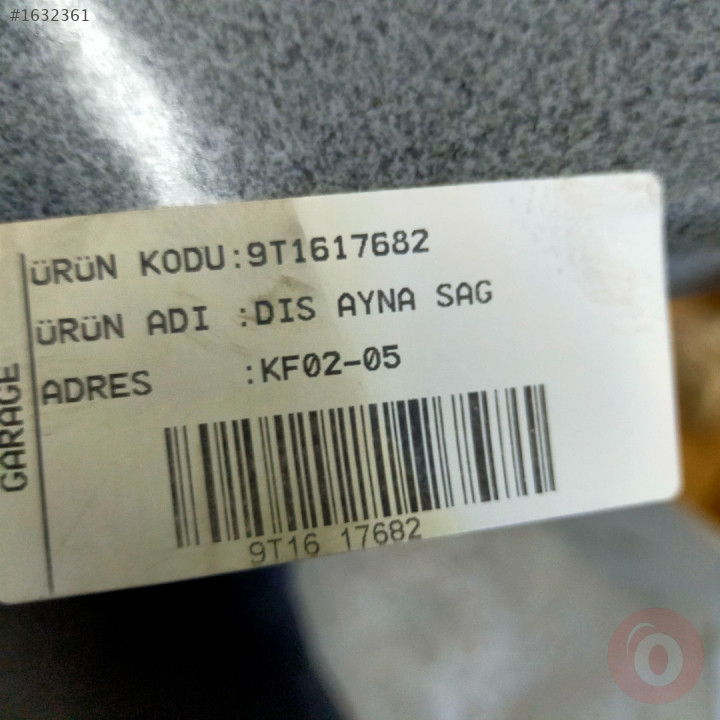 #1632361
ÜRÜN KODU:9T1617682
ÜRÜN ADI :DIS AYNA SAG
ADRES :KF02-05
GARAGE
9T16 17682